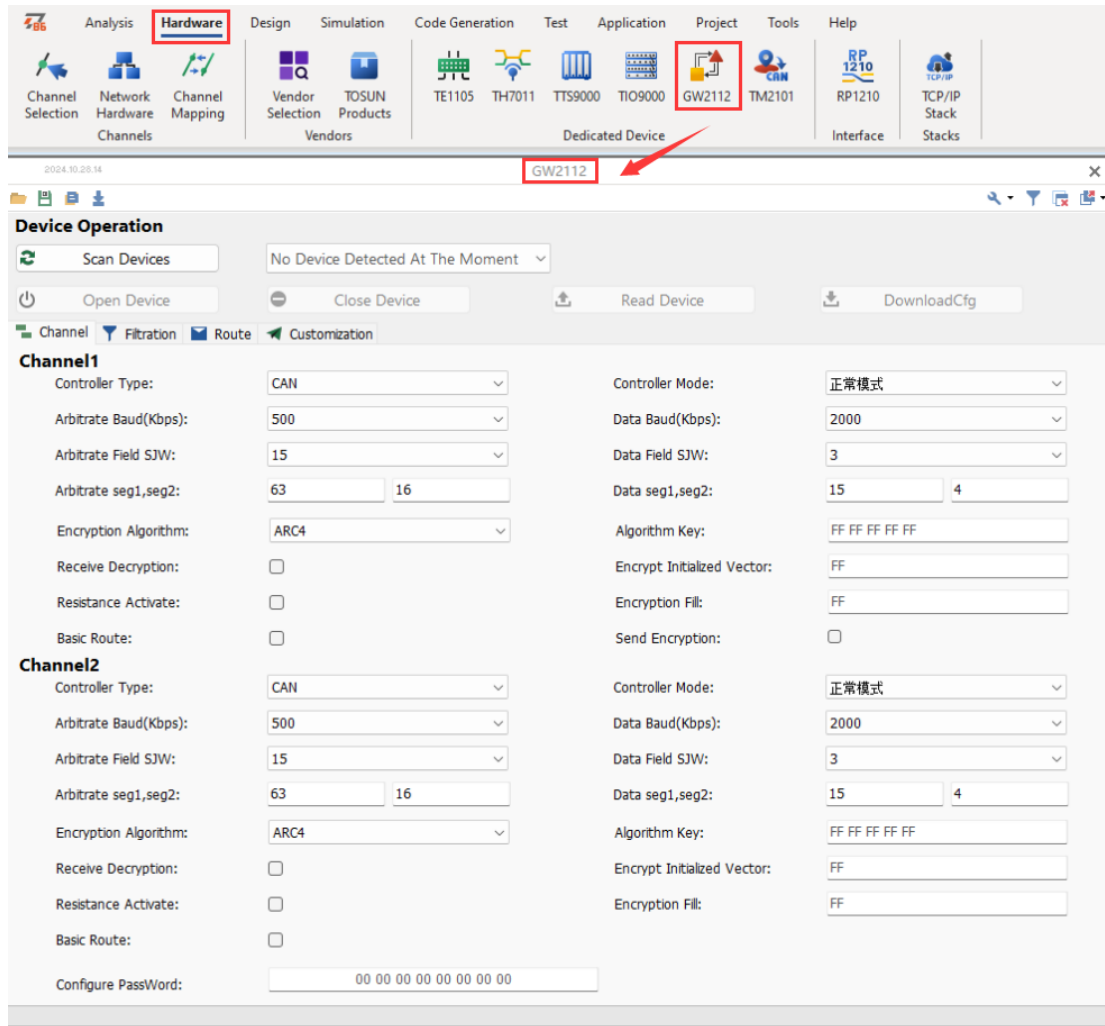 Analysis Hardware Design Simulation Code Generation Test Application Project Tools Help
Channel Selection Network Hardware Channel Mapping Vendor Selection TOSUN Products TE1105 TH7011 TTS9000 TIO9000 GW2112 TM2101 RP1210 TCP/IP Stack
Channels Vendors Dedicated Device Interface Stacks
2024.10.28.14 GW2112
Device Operation
Scan Devices No Device Detected At The Moment
Open Device Close Device Read Device DownloadCfg
Channel Filtration Route Customization
Channel1
Controller Type: CAN Controller Mode: 正常模式
Arbitrate Baud(Kbps): 500 Data Baud(Kbps): 2000
Arbitrate Field SJW: 15 Data Field SJW: 3
Arbitrate seg1,seg2: 63 16 Data seg1,seg2: 15 4
Encryption Algorithm: ARC4 Algorithm Key: FF FF FF FF FF
Receive Decryption: Encrypt Initialized Vector: FF
Resistance Activate: Encryption Fill: FF
Basic Route: Send Encryption:
Channel2
Controller Type: CAN Controller Mode: 正常模式
Arbitrate Baud(Kbps): 500 Data Baud(Kbps): 2000
Arbitrate Field SJW: 15 Data Field SJW: 3
Arbitrate seg1,seg2: 63 16 Data seg1,seg2: 15 4
Encryption Algorithm: ARC4 Algorithm Key: FF FF FF FF FF
Receive Decryption: Encrypt Initialized Vector: FF
Resistance Activate: Encryption Fill: FF
Basic Route:
Configure PassWord: 00 00 00 00 00 00 00 00